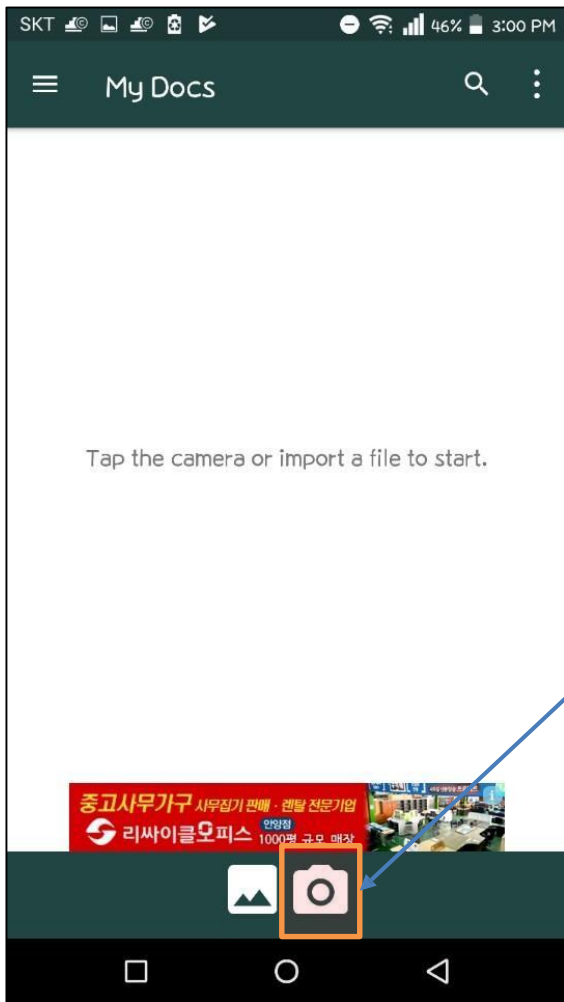 SKT 46% 3:00 PM
My Docs
Tap the camera or import a file to start.
중고사무가구 사무집기 판매 · 렌탈 전문기업
리싸이클오피스 안양점 1000평 규모 매장